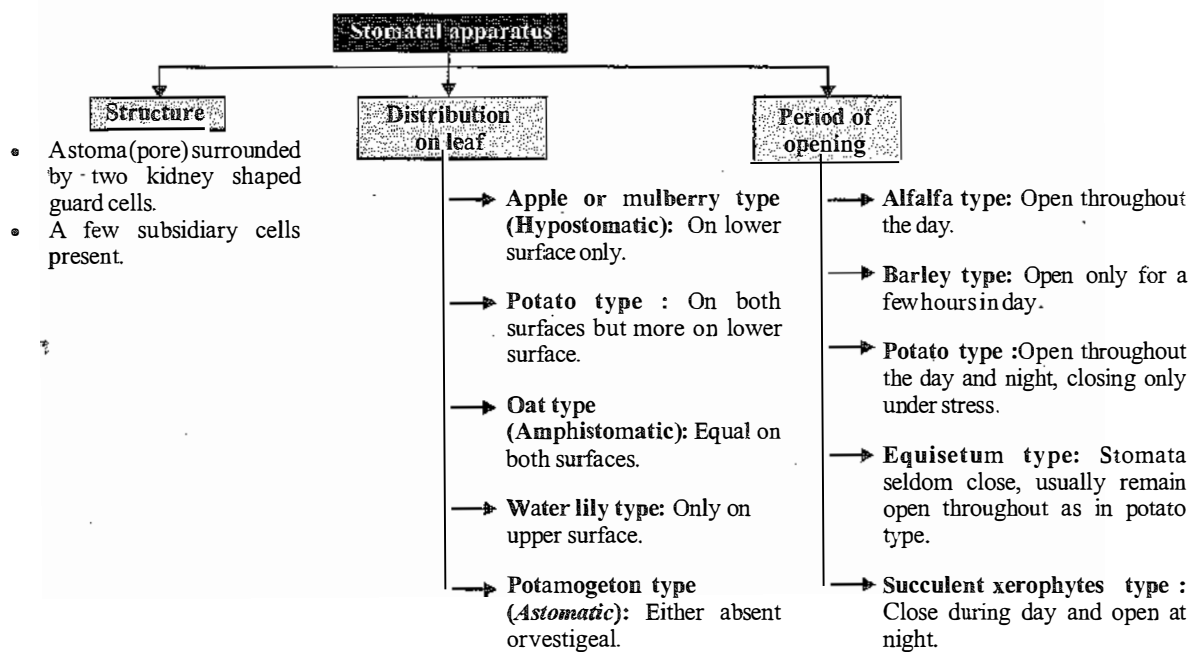 Stomatal apparatus
Structure
• A stoma (pore) surrounded
by two kidney shaped
guard cells.
• A few subsidiary cells
present.
Distribution
on leaf
Apple or mulberry type
(Hypostomatic): On lower
surface only.
Potato type : On both
surfaces but more on lower
surface.
Oat type
(Amphistomatic): Equal on
both surfaces.
Water lily type: Only on
upper surface.
Potamogeton type
(Astomatic): Either absent
orvestigeal.
Period of
opening
Alfalfa type: Open throughout
the day.
Barley type: Open only for a
few hours in day.
Potato type :Open throughout
the day and night, closing only
under stress.
Equisetum type: Stomata
seldom close, usually remain
open throughout as in potato
type.
Succulent xerophytes type :
Close during day and open at
night.